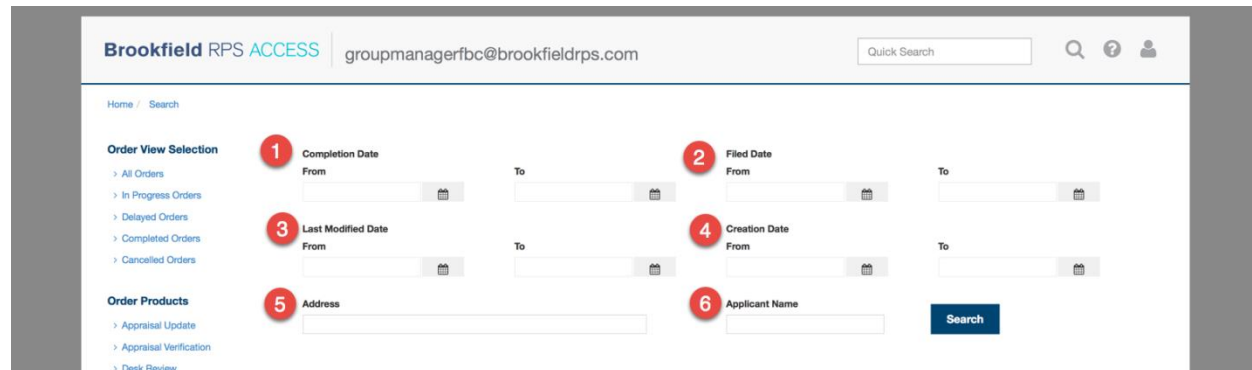 Brookfield RPS ACCESS groupmanagerfbc@brookfieldrps.com Quick Search
Home / Search
Order View Selection
> All Orders
> In Progress Orders
> Delayed Orders
> Completed Orders
> Cancelled Orders
Order Products
> Appraisal Update
> Appraisal Verification
> Desk Review
1 Completion Date
From To
2 Filed Date
From To
3 Last Modified Date
From To
4 Creation Date
From To
5 Address
6 Applicant Name
Search